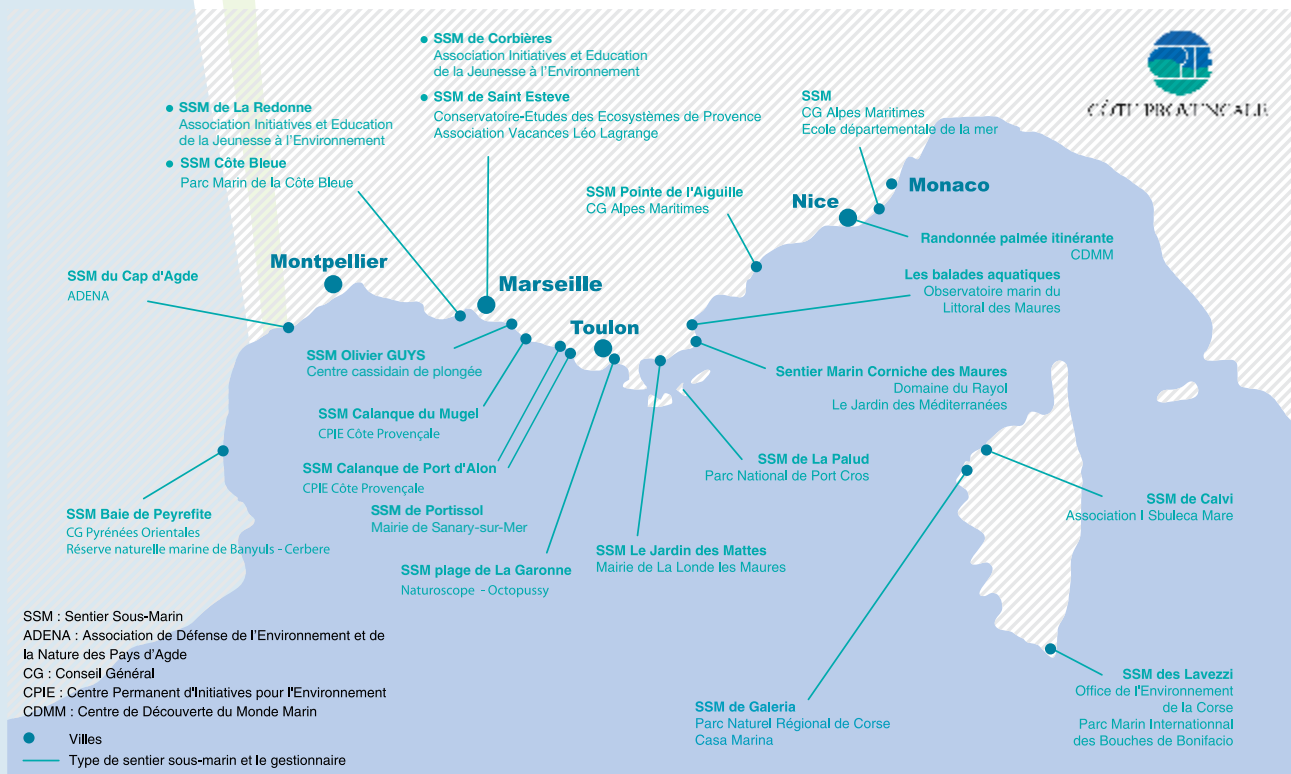 SSM de Corbières
Association Initiatives et Education
de la Jeunesse à l'Environnement
SSM de Saint Esteve
Conservatoire-Etudes des Ecosystèmes de Provence
Association Vacances Léo Lagrange
SSM de La Redonne
Association Initiatives et Education
de la Jeunesse à l'Environnement
SSM Côte Bleue
Parc Marin de la Côte Bleue
SSM
CG Alpes Maritimes
Ecole départementale de la mer
CÔTE PROVENÇALE
SSM Pointe de l'Aiguille
CG Alpes Maritimes
Nice
Monaco
Randonnée palmée itinérante
CDMM
Les balades aquatiques
Observatoire marin du
Littoral des Maures
SSM du Cap d'Agde
ADENA
Montpellier
Marseille
Toulon
SSM Olivier GUYS
Centre cassidain de plongée
Sentier Marin Corniche des Maures
Domaine du Rayol
Le Jardin des Méditerranées
SSM Calanque du Mugel
CPIE Côte Provençale
SSM Calanque de Port d'Alon
CPIE Côte Provençale
SSM de La Palud
Parc National de Port Cros
SSM de Calvi
Association I Sbuleca Mare
SSM Baie de Peyrefite
CG Pyrénées Orientales
Réserve naturelle marine de Banyuls - Cerbere
SSM de Portissol
Mairie de Sanary-sur-Mer
SSM Le Jardin des Mattes
Mairie de La Londe les Maures
SSM plage de La Garonne
Naturoscope - Octopussy
SSM : Sentier Sous-Marin
ADENA : Association de Défense de l'Environnement et de
la Nature des Pays d'Agde
CG : Conseil Général
CPIE : Centre Permanent d'Initiatives pour l'Environnement
CDMM : Centre de Découverte du Monde Marin
Villes
Type de sentier sous-marin et le gestionnaire
SSM de Galeria
Parc Naturel Régional de Corse
Casa Marina
SSM des Lavezzi
Office de l'Environnement
de la Corse
Parc Marin Internationnal
des Bouches de Bonifacio